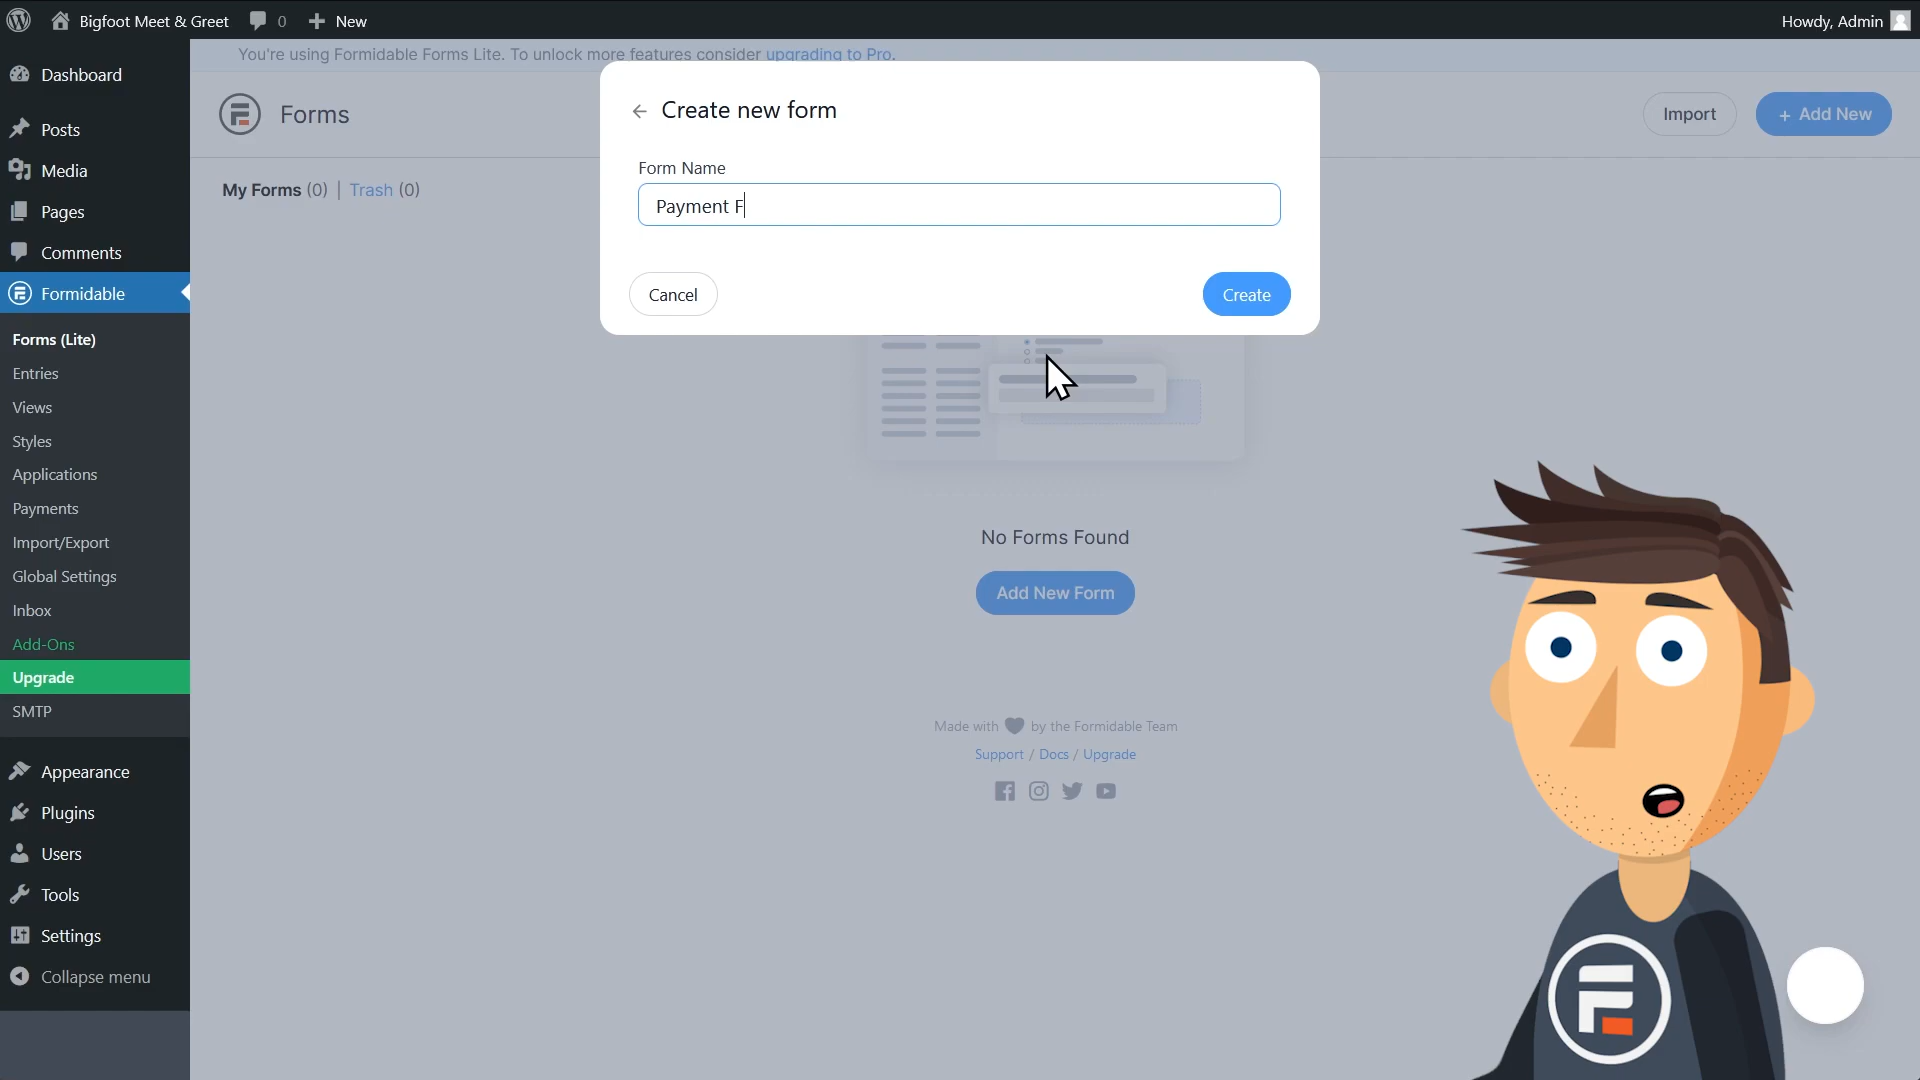 Bigfoot Meet & Greet 0 New Howdy, Admin
You're using Formidable Forms Lite. To unlock more features consider upgrading to Pro.
Dashboard
Posts
Media
Pages
Comments
Formidable
Forms (Lite)
Entries
Views
Styles
Applications
Payments
Import/Export
Global Settings
Inbox
Add-Ons
Upgrade
SMTP
Appearance
Plugins
Users
Tools
Settings
Collapse menu
Forms
Import
+ Add New
My Forms (0) | Trash (0)
← Create new form
Form Name
Payment F
Cancel
Create
No Forms Found
Add New Form
Made with by the Formidable Team
Support / Docs / Upgrade